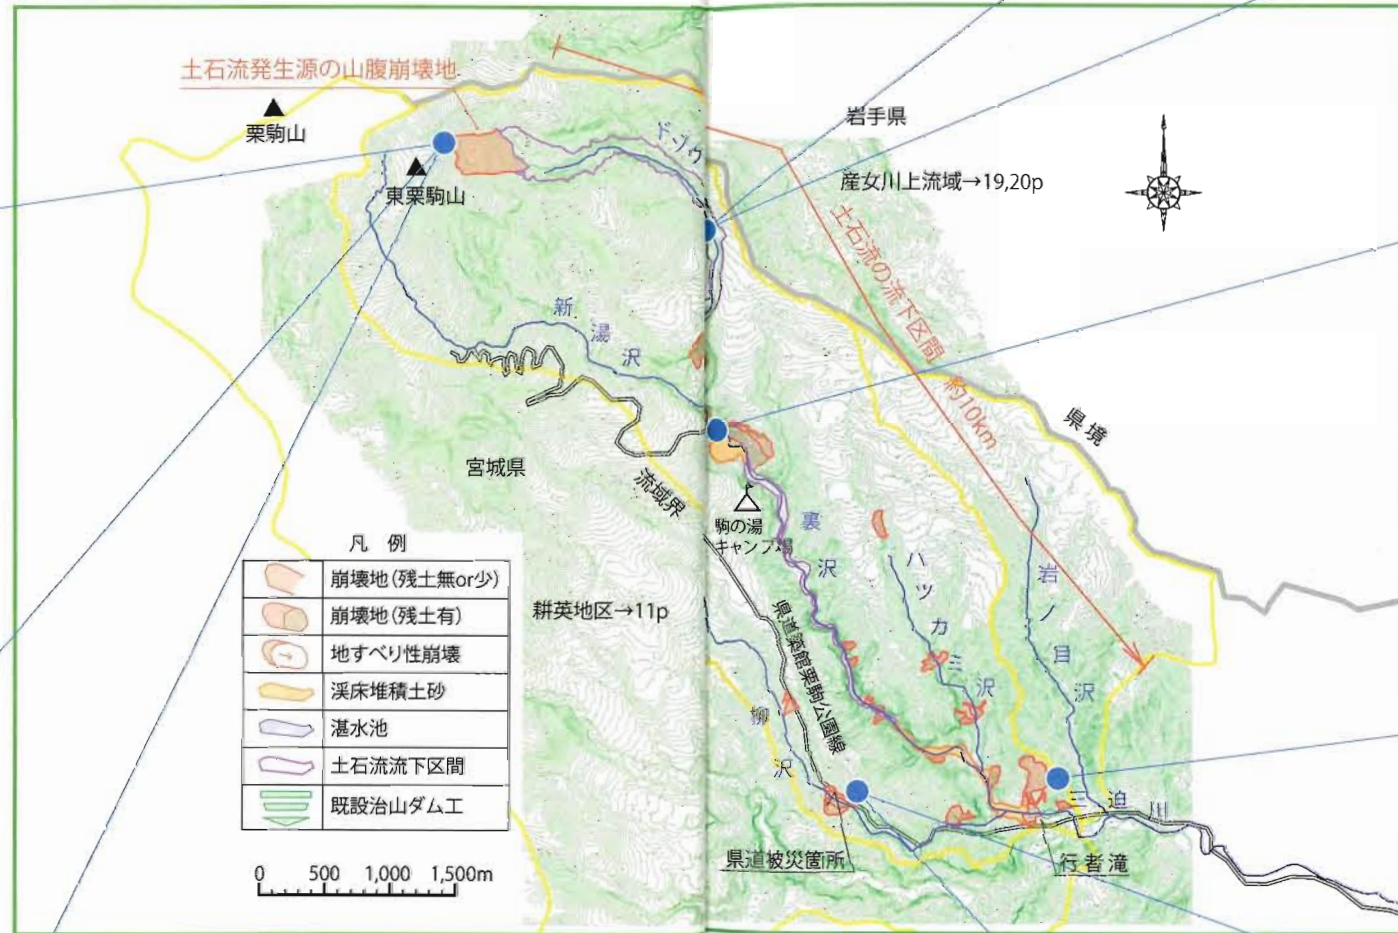 土石流発生源の山腹崩壊地
栗駒山
東栗駒山
ドゾウ
岩手県
産女川上流域→19,20p
土石流の流下区間 約10km
県境
新湯沢
宮城県
流域界
駒の湯
キャンプ場
裏沢
ハツカ三沢
岩ノ目沢
耕英地区→11p
県道築館栗駒公園線
柳沢
三迫川
県道被災箇所
行者滝
凡 例
崩壊地(残土無or少)
崩壊地(残土有)
地すべり性崩壊
渓床堆積土砂
湛水池
土石流流下区間
既設治山ダム工
0 500 1,000 1,500m